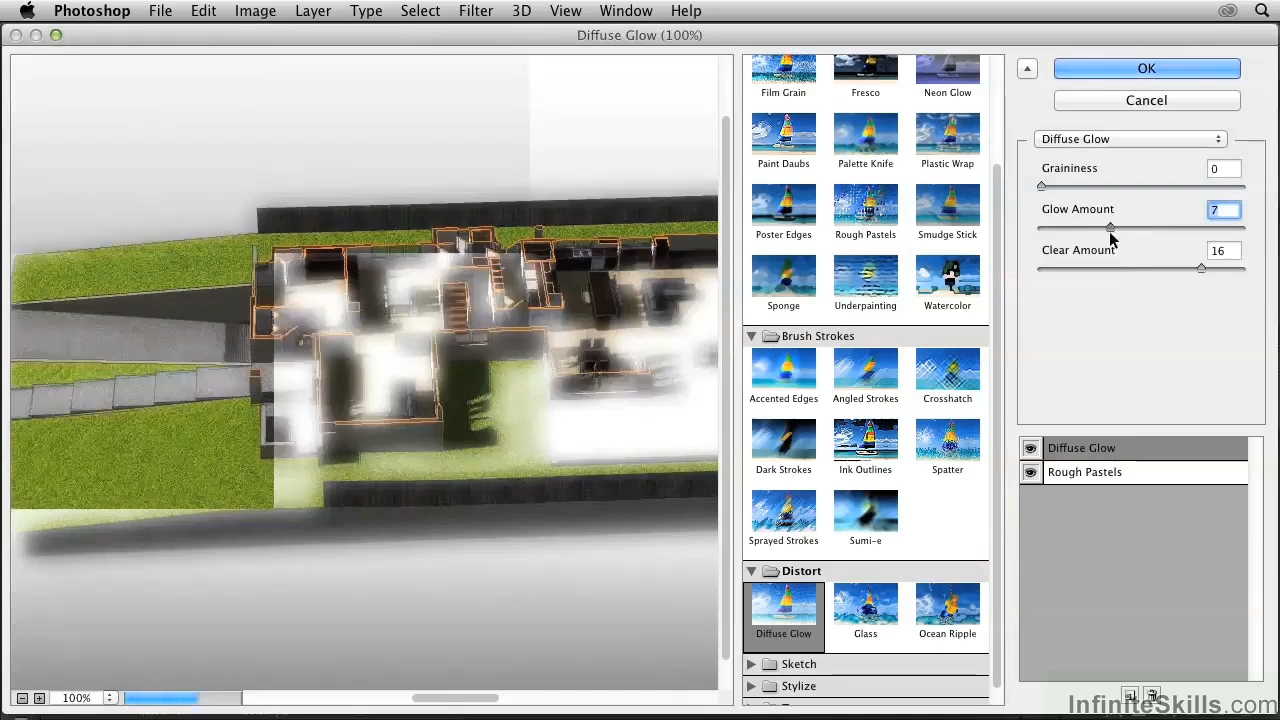 Photoshop File Edit Image Layer Type Select Filter 3D View Window Help
Diffuse Glow (100%)
Film Grain Fresco Neon Glow
Paint Daubs Palette Knife Plastic Wrap
Poster Edges Rough Pastels Smudge Stick
Sponge Underpainting Watercolor
Brush Strokes
Accented Edges Angled Strokes Crosshatch
Dark Strokes Ink Outlines Spatter
Sprayed Strokes Sumi-e
Distort
Diffuse Glow Glass Ocean Ripple
Sketch
Stylize
OK
Cancel
Diffuse Glow
Graininess 0
Glow Amount 7
Clear Amount 16
Diffuse Glow
Rough Pastels
100%
InfiniteSkills.com